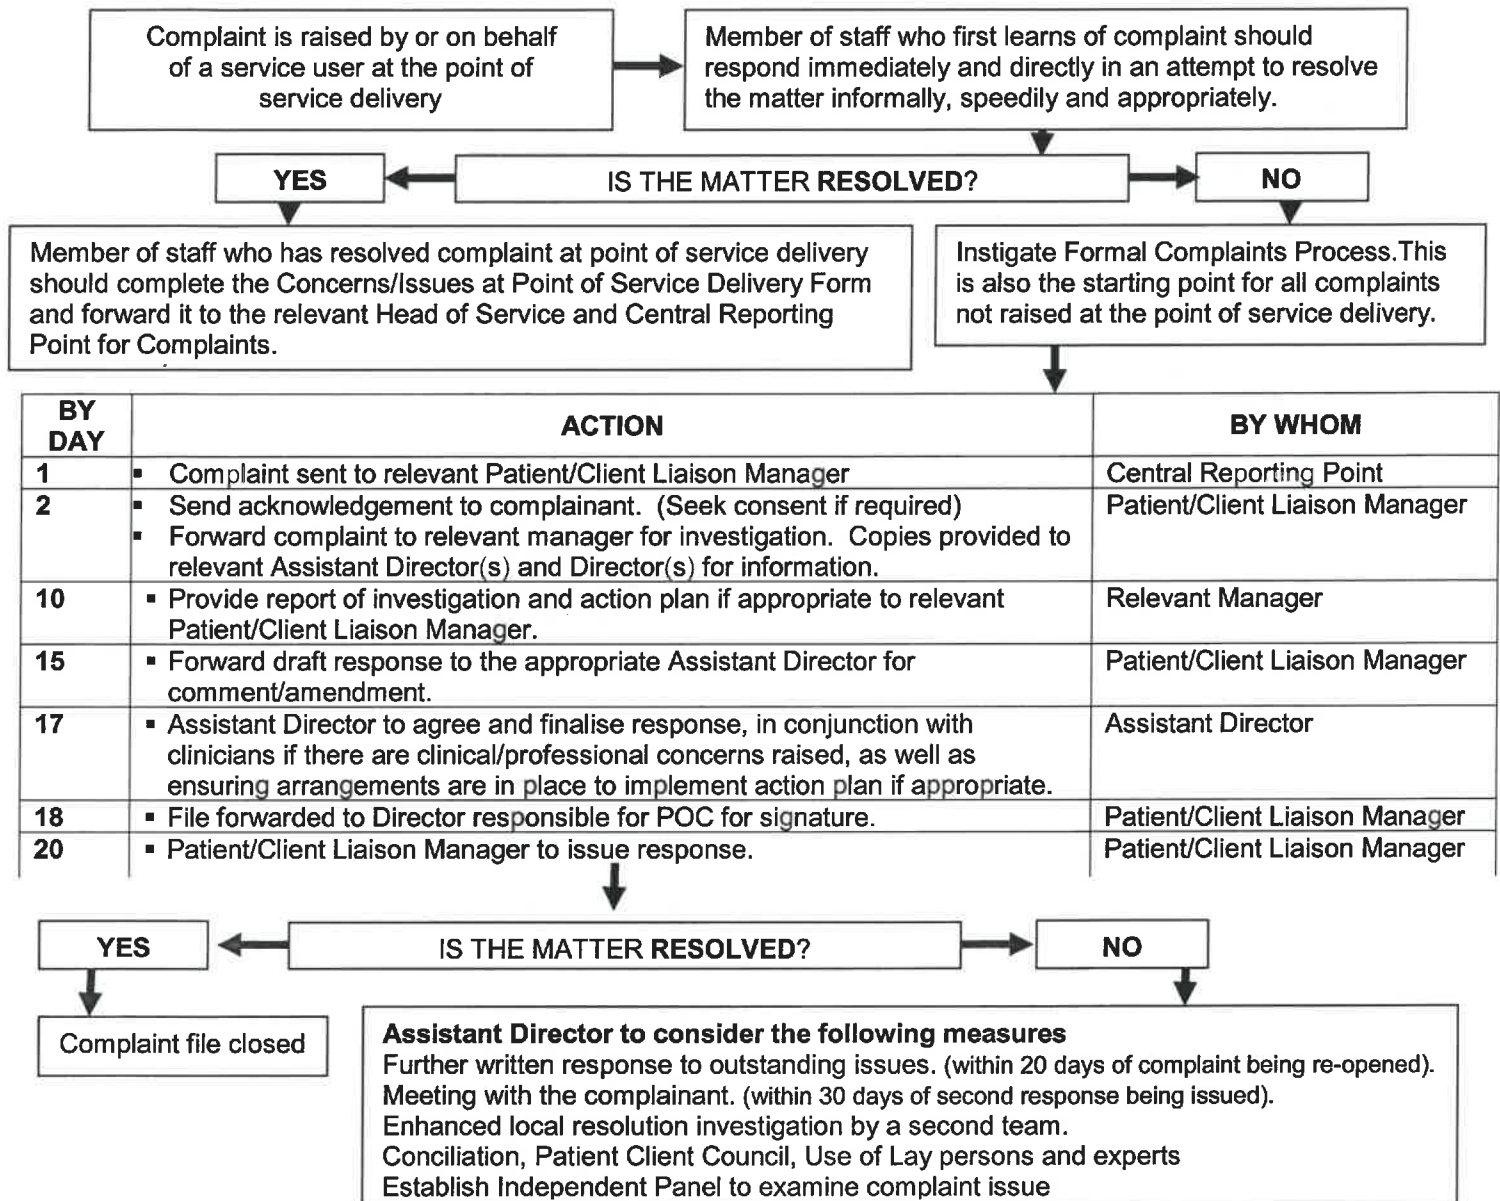 Complaint is raised by or on behalf
of a service user at the point of
service delivery
Member of staff who first learns of complaint should
respond immediately and directly in an attempt to resolve
the matter informally, speedily and appropriately.
YES
IS THE MATTER RESOLVED?
NO
Member of staff who has resolved complaint at point of service delivery
should complete the Concerns/Issues at Point of Service Delivery Form
and forward it to the relevant Head of Service and Central Reporting
Point for Complaints.
Instigate Formal Complaints Process.This
is also the starting point for all complaints
not raised at the point of service delivery.
BY
DAY
ACTION
BY WHOM
1
▪ Complaint sent to relevant Patient/Client Liaison Manager
Central Reporting Point
2
▪ Send acknowledgement to complainant. (Seek consent if required)
▪ Forward complaint to relevant manager for investigation. Copies provided to
relevant Assistant Director(s) and Director(s) for information.
Patient/Client Liaison Manager
10
▪ Provide report of investigation and action plan if appropriate to relevant
Patient/Client Liaison Manager.
Relevant Manager
15
▪ Forward draft response to the appropriate Assistant Director for
comment/amendment.
Patient/Client Liaison Manager
17
▪ Assistant Director to agree and finalise response, in conjunction with
clinicians if there are clinical/professional concerns raised, as well as
ensuring arrangements are in place to implement action plan if appropriate.
Assistant Director
18
▪ File forwarded to Director responsible for POC for signature.
Patient/Client Liaison Manager
20
▪ Patient/Client Liaison Manager to issue response.
Patient/Client Liaison Manager
YES
IS THE MATTER RESOLVED?
NO
Complaint file closed
Assistant Director to consider the following measures
Further written response to outstanding issues. (within 20 days of complaint being re-opened).
Meeting with the complainant. (within 30 days of second response being issued).
Enhanced local resolution investigation by a second team.
Conciliation, Patient Client Council, Use of Lay persons and experts
Establish Independent Panel to examine complaint issue